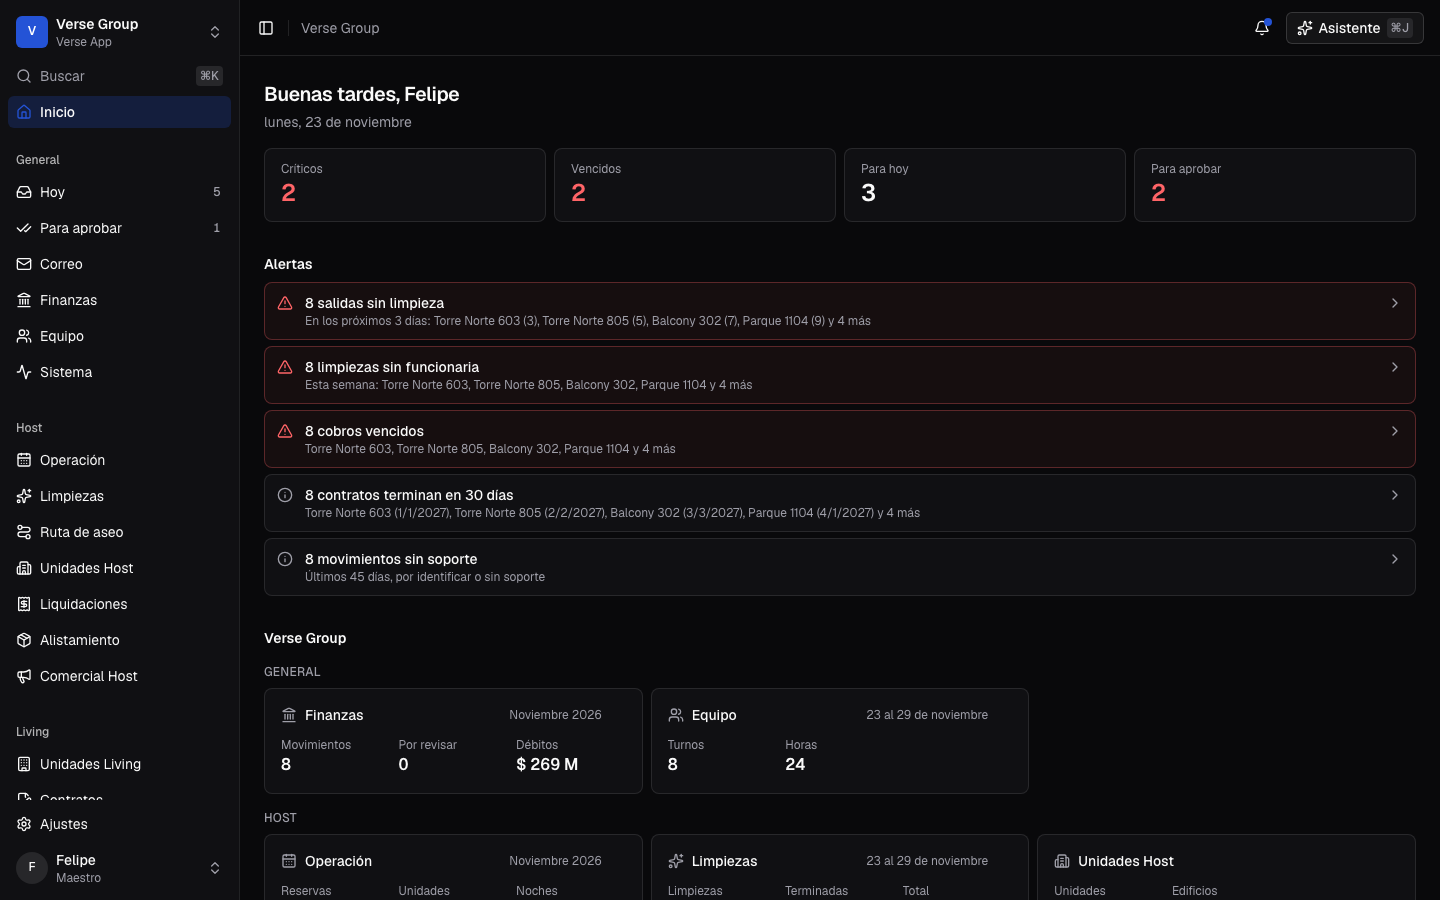 V
Verse Group
Verse App
Buscar ⌘K
Inicio
General
Hoy 5
Para aprobar 1
Correo
Finanzas
Equipo
Sistema
Host
Operación
Limpiezas
Ruta de aseo
Unidades Host
Liquidaciones
Alistamiento
Comercial Host
Living
Unidades Living
Contratos
Ajustes
F
Felipe
Maestro
Verse Group
Asistente ⌘J
Buenas tardes, Felipe
lunes, 23 de noviembre
Críticos
2
Vencidos
2
Para hoy
3
Para aprobar
2
Alertas
8 salidas sin limpieza
En los próximos 3 días: Torre Norte 603 (3), Torre Norte 805 (5), Balcony 302 (7), Parque 1104 (9) y 4 más
8 limpiezas sin funcionaria
Esta semana: Torre Norte 603, Torre Norte 805, Balcony 302, Parque 1104 y 4 más
8 cobros vencidos
Torre Norte 603, Torre Norte 805, Balcony 302, Parque 1104 y 4 más
8 contratos terminan en 30 días
Torre Norte 603 (1/1/2027), Torre Norte 805 (2/2/2027), Balcony 302 (3/3/2027), Parque 1104 (4/1/2027) y 4 más
8 movimientos sin soporte
Últimos 45 días, por identificar o sin soporte
Verse Group
GENERAL
Finanzas Noviembre 2026
Movimientos Por revisar Débitos
8 0 $ 269 M
Equipo 23 al 29 de noviembre
Turnos Horas
8 24
HOST
Operación Noviembre 2026
Reservas Unidades Noches
Limpiezas 23 al 29 de noviembre
Limpiezas Terminadas Total
Unidades Host
Unidades Edificios